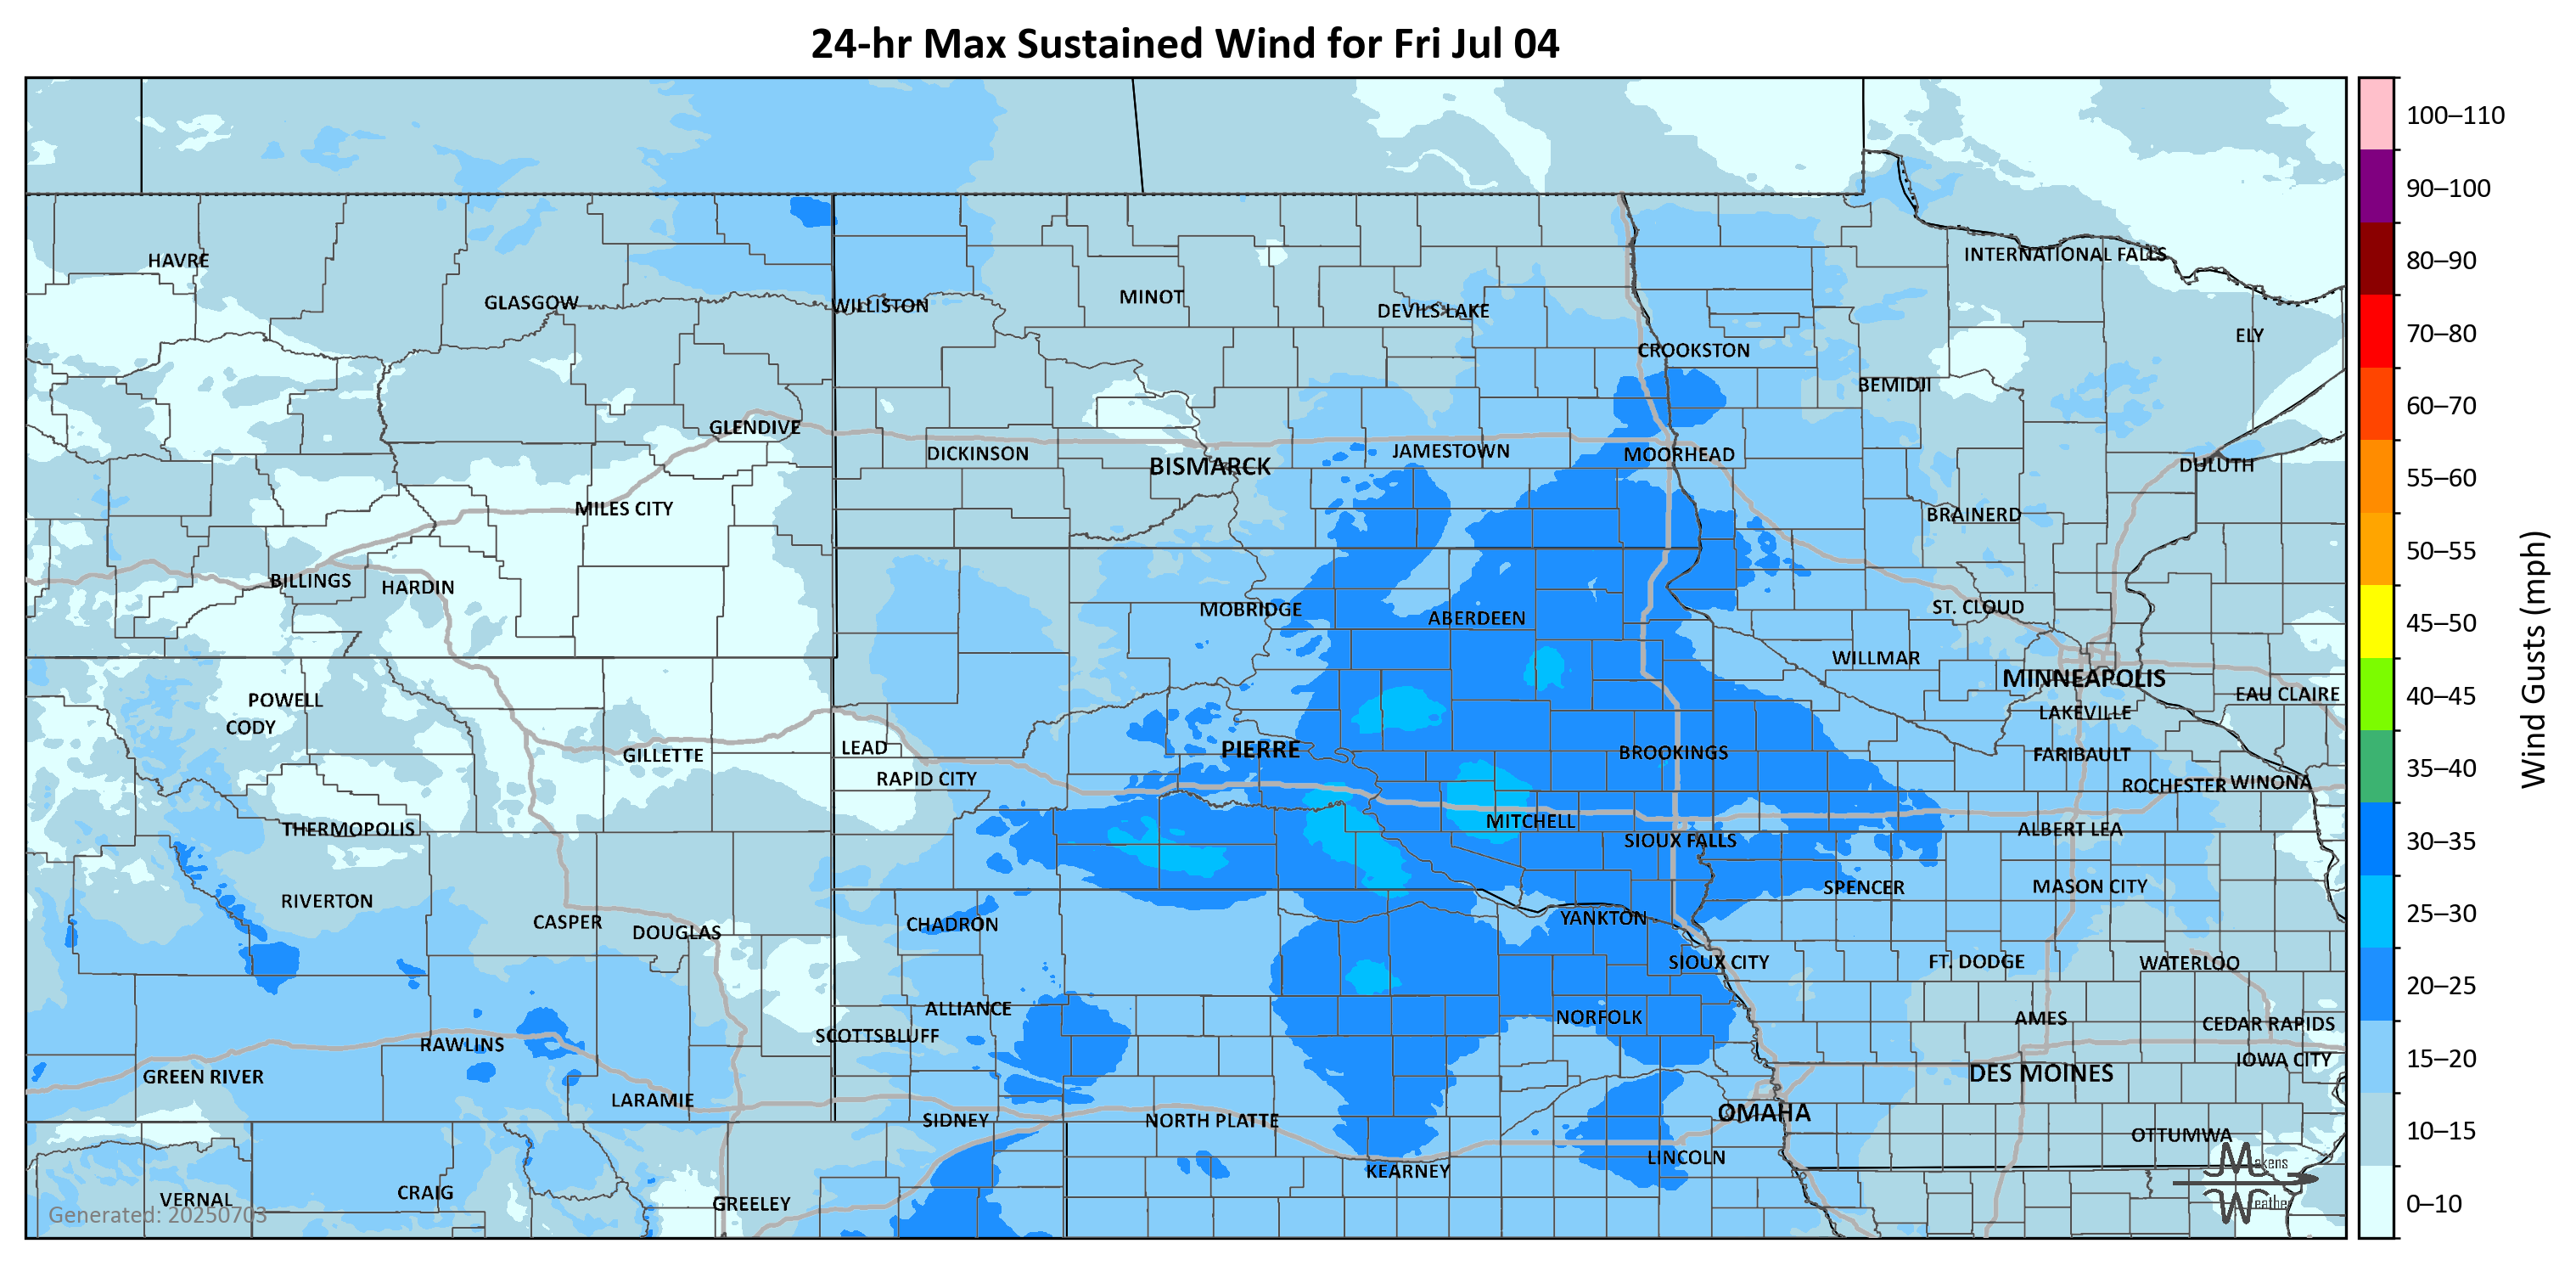 24-hr Max Sustained Wind for Fri Jul 04
100–110
90–100
80–90
70–80
60–70
55–60
50–55
45–50
40–45
35–40
30–35
25–30
20–25
15–20
10–15
0–10
Wind Gusts (mph)
HAVRE
INTERNATIONAL FALLS
GLASGOW
WILLISTON
MINOT
DEVILS LAKE
ELY
CROOKSTON
BEMIDJI
GLENDIVE
DICKINSON
BISMARCK
JAMESTOWN
MOORHEAD
DULUTH
MILES CITY
BRAINERD
BILLINGS
HARDIN
MOBRIDGE
ABERDEEN
ST. CLOUD
WILLMAR
MINNEAPOLIS
POWELL
EAU CLAIRE
CODY
LAKEVILLE
GILLETTE
LEAD
PIERRE
BROOKINGS
FARIBAULT
RAPID CITY
ROCHESTER
WINONA
THERMOPOLIS
MITCHELL
ALBERT LEA
SIOUX FALLS
SPENCER
MASON CITY
RIVERTON
CASPER
DOUGLAS
CHADRON
YANKTON
SIOUX CITY
FT. DODGE
WATERLOO
ALLIANCE
NORFOLK
AMES
CEDAR RAPIDS
SCOTTSBLUFF
RAWLINS
IOWA CITY
GREEN RIVER
DES MOINES
LARAMIE
SIDNEY
NORTH PLATTE
OMAHA
OTTUMWA
LINCOLN
KEARNEY
VERNAL
CRAIG
GREELEY
Generated: 20250703
Makens
Weather